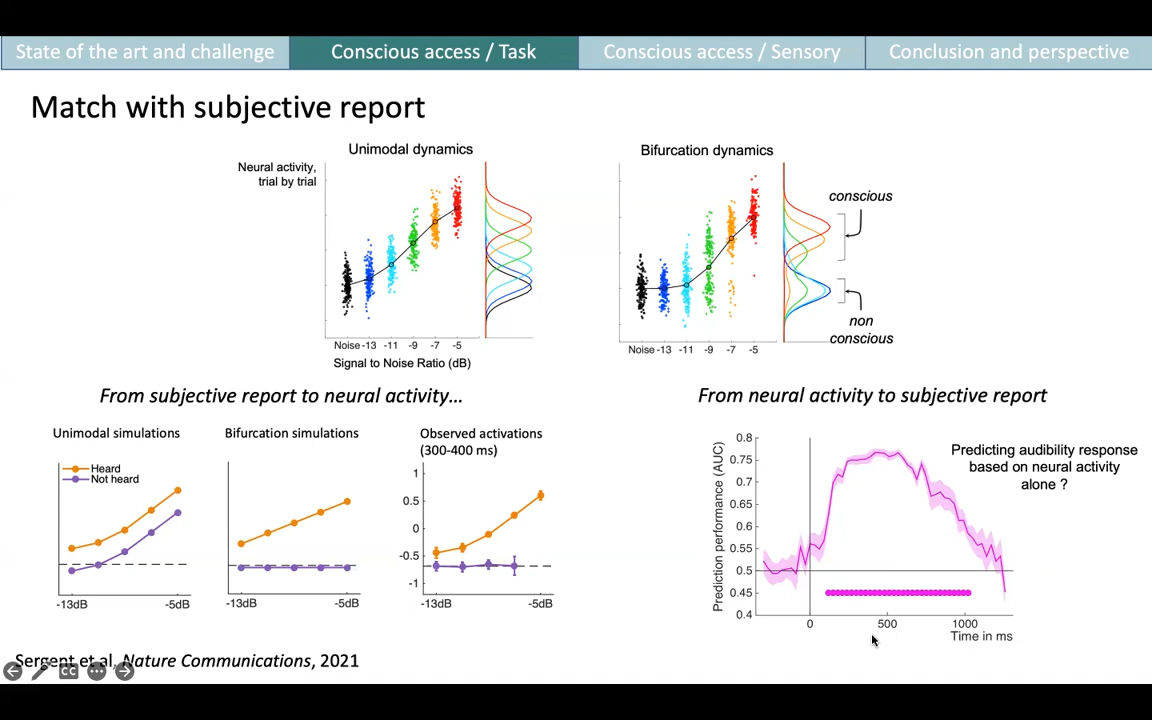 State of the art and challenge
Conscious access / Task
Conscious access / Sensory
Conclusion and perspective
Match with subjective report
Unimodal dynamics
Neural activity,
trial by trial
Noise -13 -11 -9 -7 -5
Signal to Noise Ratio (dB)
Bifurcation dynamics
conscious
non
conscious
Noise -13 -11 -9 -7 -5
From subjective report to neural activity…
From neural activity to subjective report
Unimodal simulations
Heard
Not heard
-13dB -5dB
Bifurcation simulations
-13dB -5dB
Observed activations
(300-400 ms)
1
0.5
0
-0.5
-1
-13dB -5dB
Predicting audibility response
based on neural activity
alone ?
Prediction performance (AUC)
0.8
0.75
0.7
0.65
0.6
0.55
0.5
0.45
0.4
0 500 1000
Time in ms
Sergent et al, Nature Communications, 2021
CC